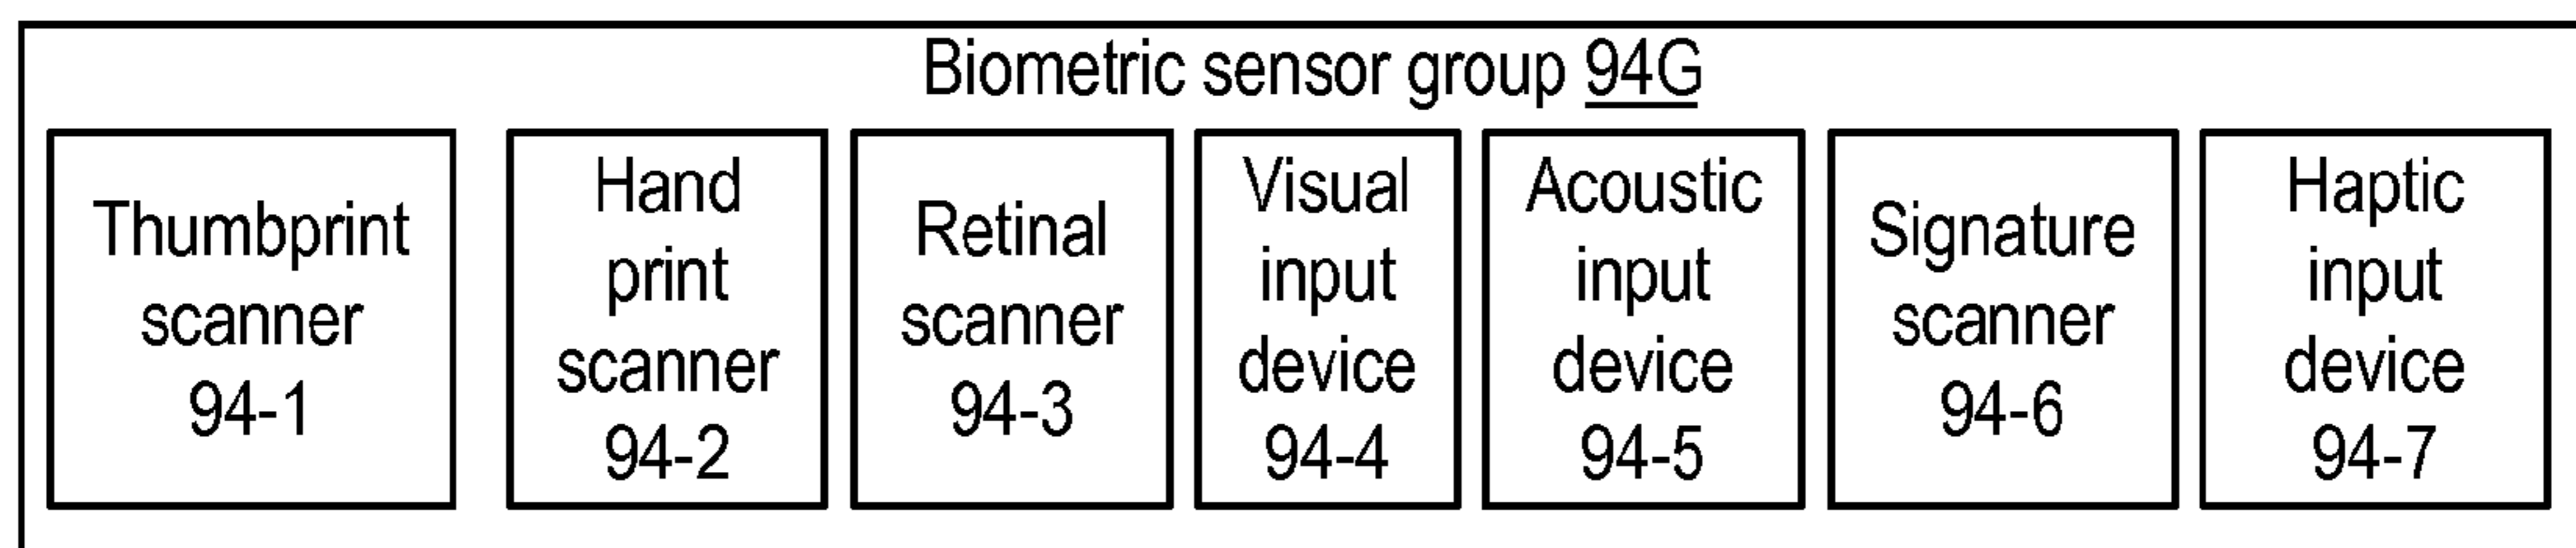 Biometric sensor group 94G
Thumbprint
scanner
94-1
Hand
print
scanner
94-2
Retinal
scanner
94-3
Visual
input
device
94-4
Acoustic
input
device
94-5
Signature
scanner
94-6
Haptic
input
device
94-7